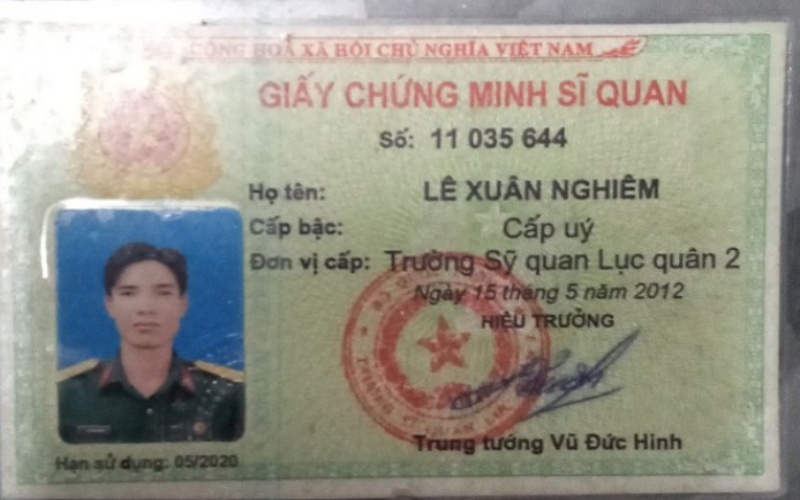 CỘNG HOÀ XÃ HỘI CHỦ NGHĨA VIỆT NAM
GIẤY CHỨNG MINH SĨ QUAN
Số: 11 035 644
Họ tên: LÊ XUÂN NGHIÊM
Cấp bậc: Cấp uý
Đơn vị cấp: Trường Sỹ quan Lục quân 2
Ngày 15 tháng 5 năm 2012
HIỆU TRƯỞNG
Trung tướng Vũ Đức Hinh
Hạn sử dụng: 05/2020